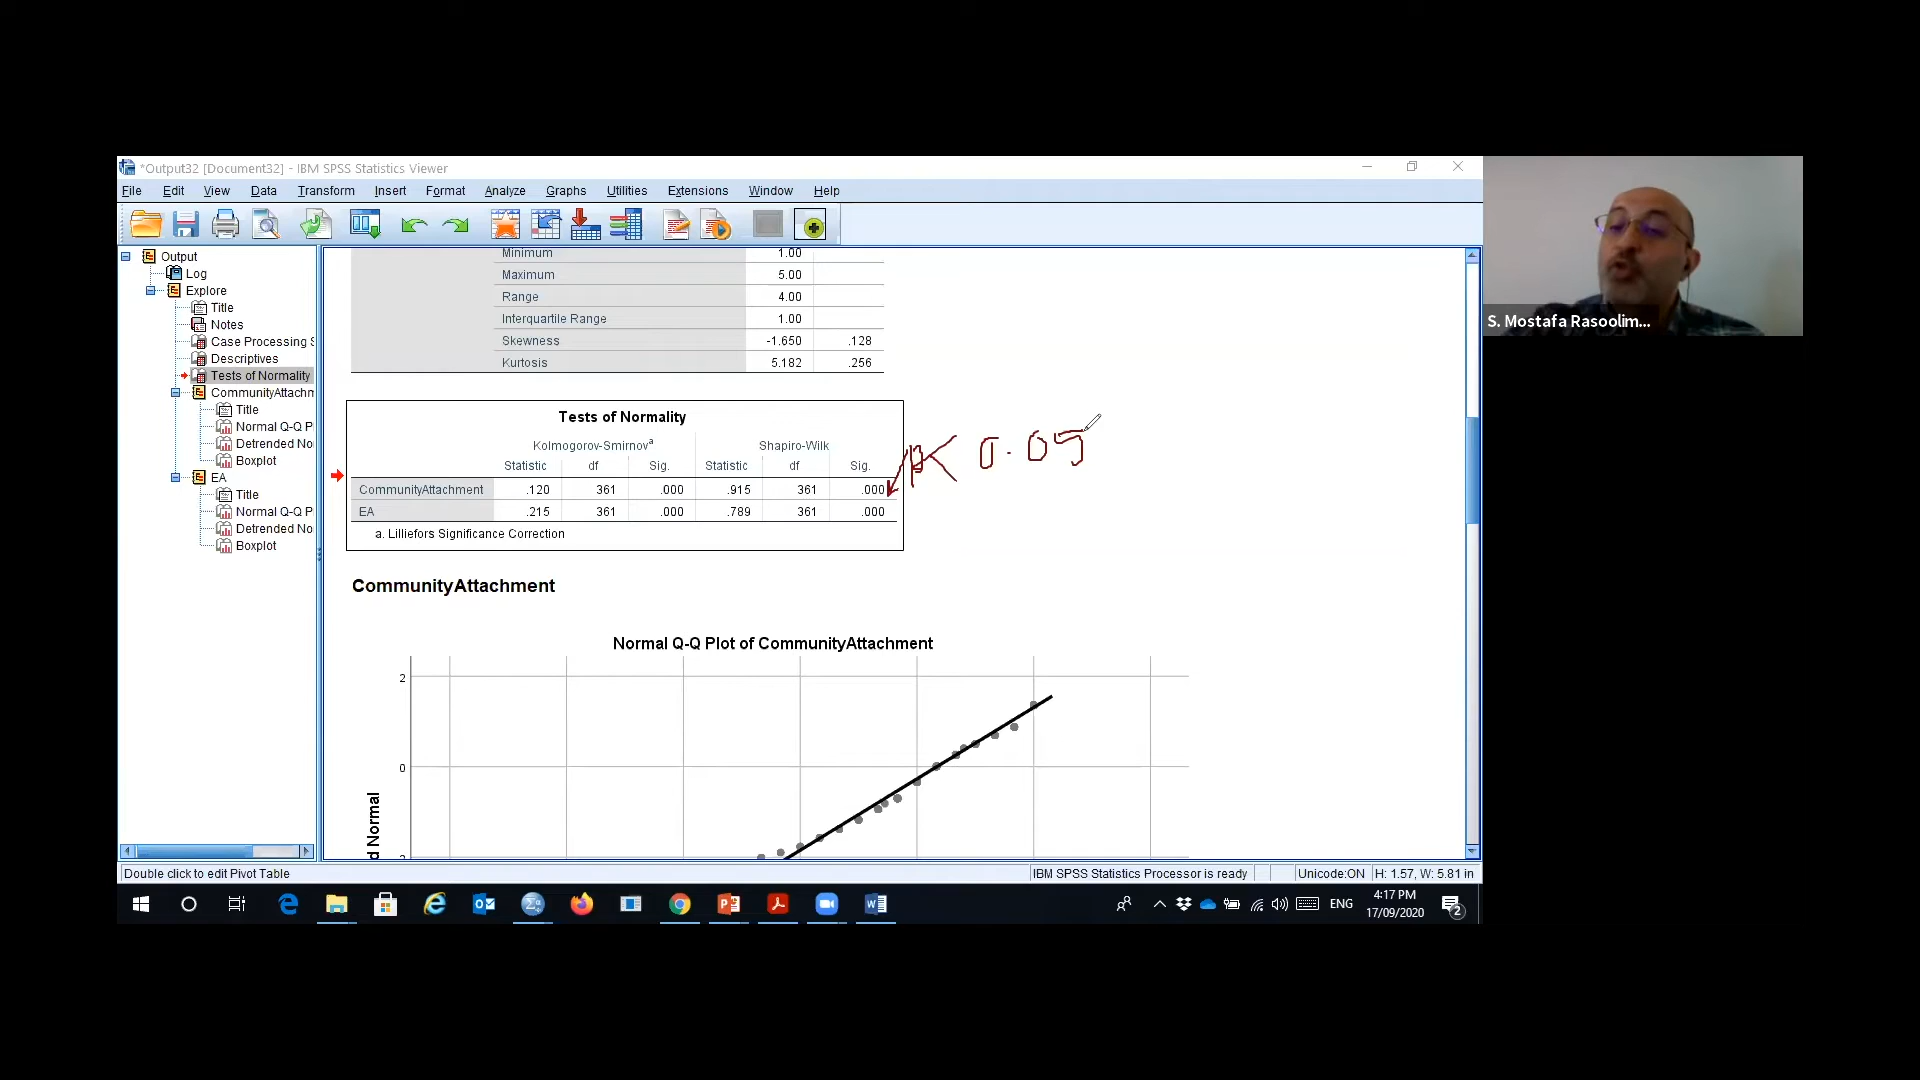 *Output32 [Document32] - IBM SPSS Statistics Viewer
File Edit View Data Transform Insert Format Analyze Graphs Utilities Extensions Window Help
Output
Log
Explore
Title
Notes
Case Processing S
Descriptives
Tests of Normality
CommunityAttachm
Title
Normal Q-Q P
Detrended No
Boxplot
EA
Title
Normal Q-Q P
Detrended No
Boxplot
Minimum 1.00
Maximum 5.00
Range 4.00
Interquartile Range 1.00
Skewness -1.650 .128
Kurtosis 5.182 .256
Tests of Normality
Kolmogorov-Smirnov a Shapiro-Wilk
Statistic df Sig. Statistic df Sig.
CommunityAttachment .120 361 .000 .915 361 .000
EA .215 361 .000 .789 361 .000
a. Lilliefors Significance Correction
p< 0.05
CommunityAttachment
Normal Q-Q Plot of CommunityAttachment
2
0
d Normal
S. Mostafa Rasoolim...
Double click to edit Pivot Table
IBM SPSS Statistics Processor is ready Unicode:ON H: 1.57, W: 5.81 in
ENG
4:17 PM
17/09/2020
2